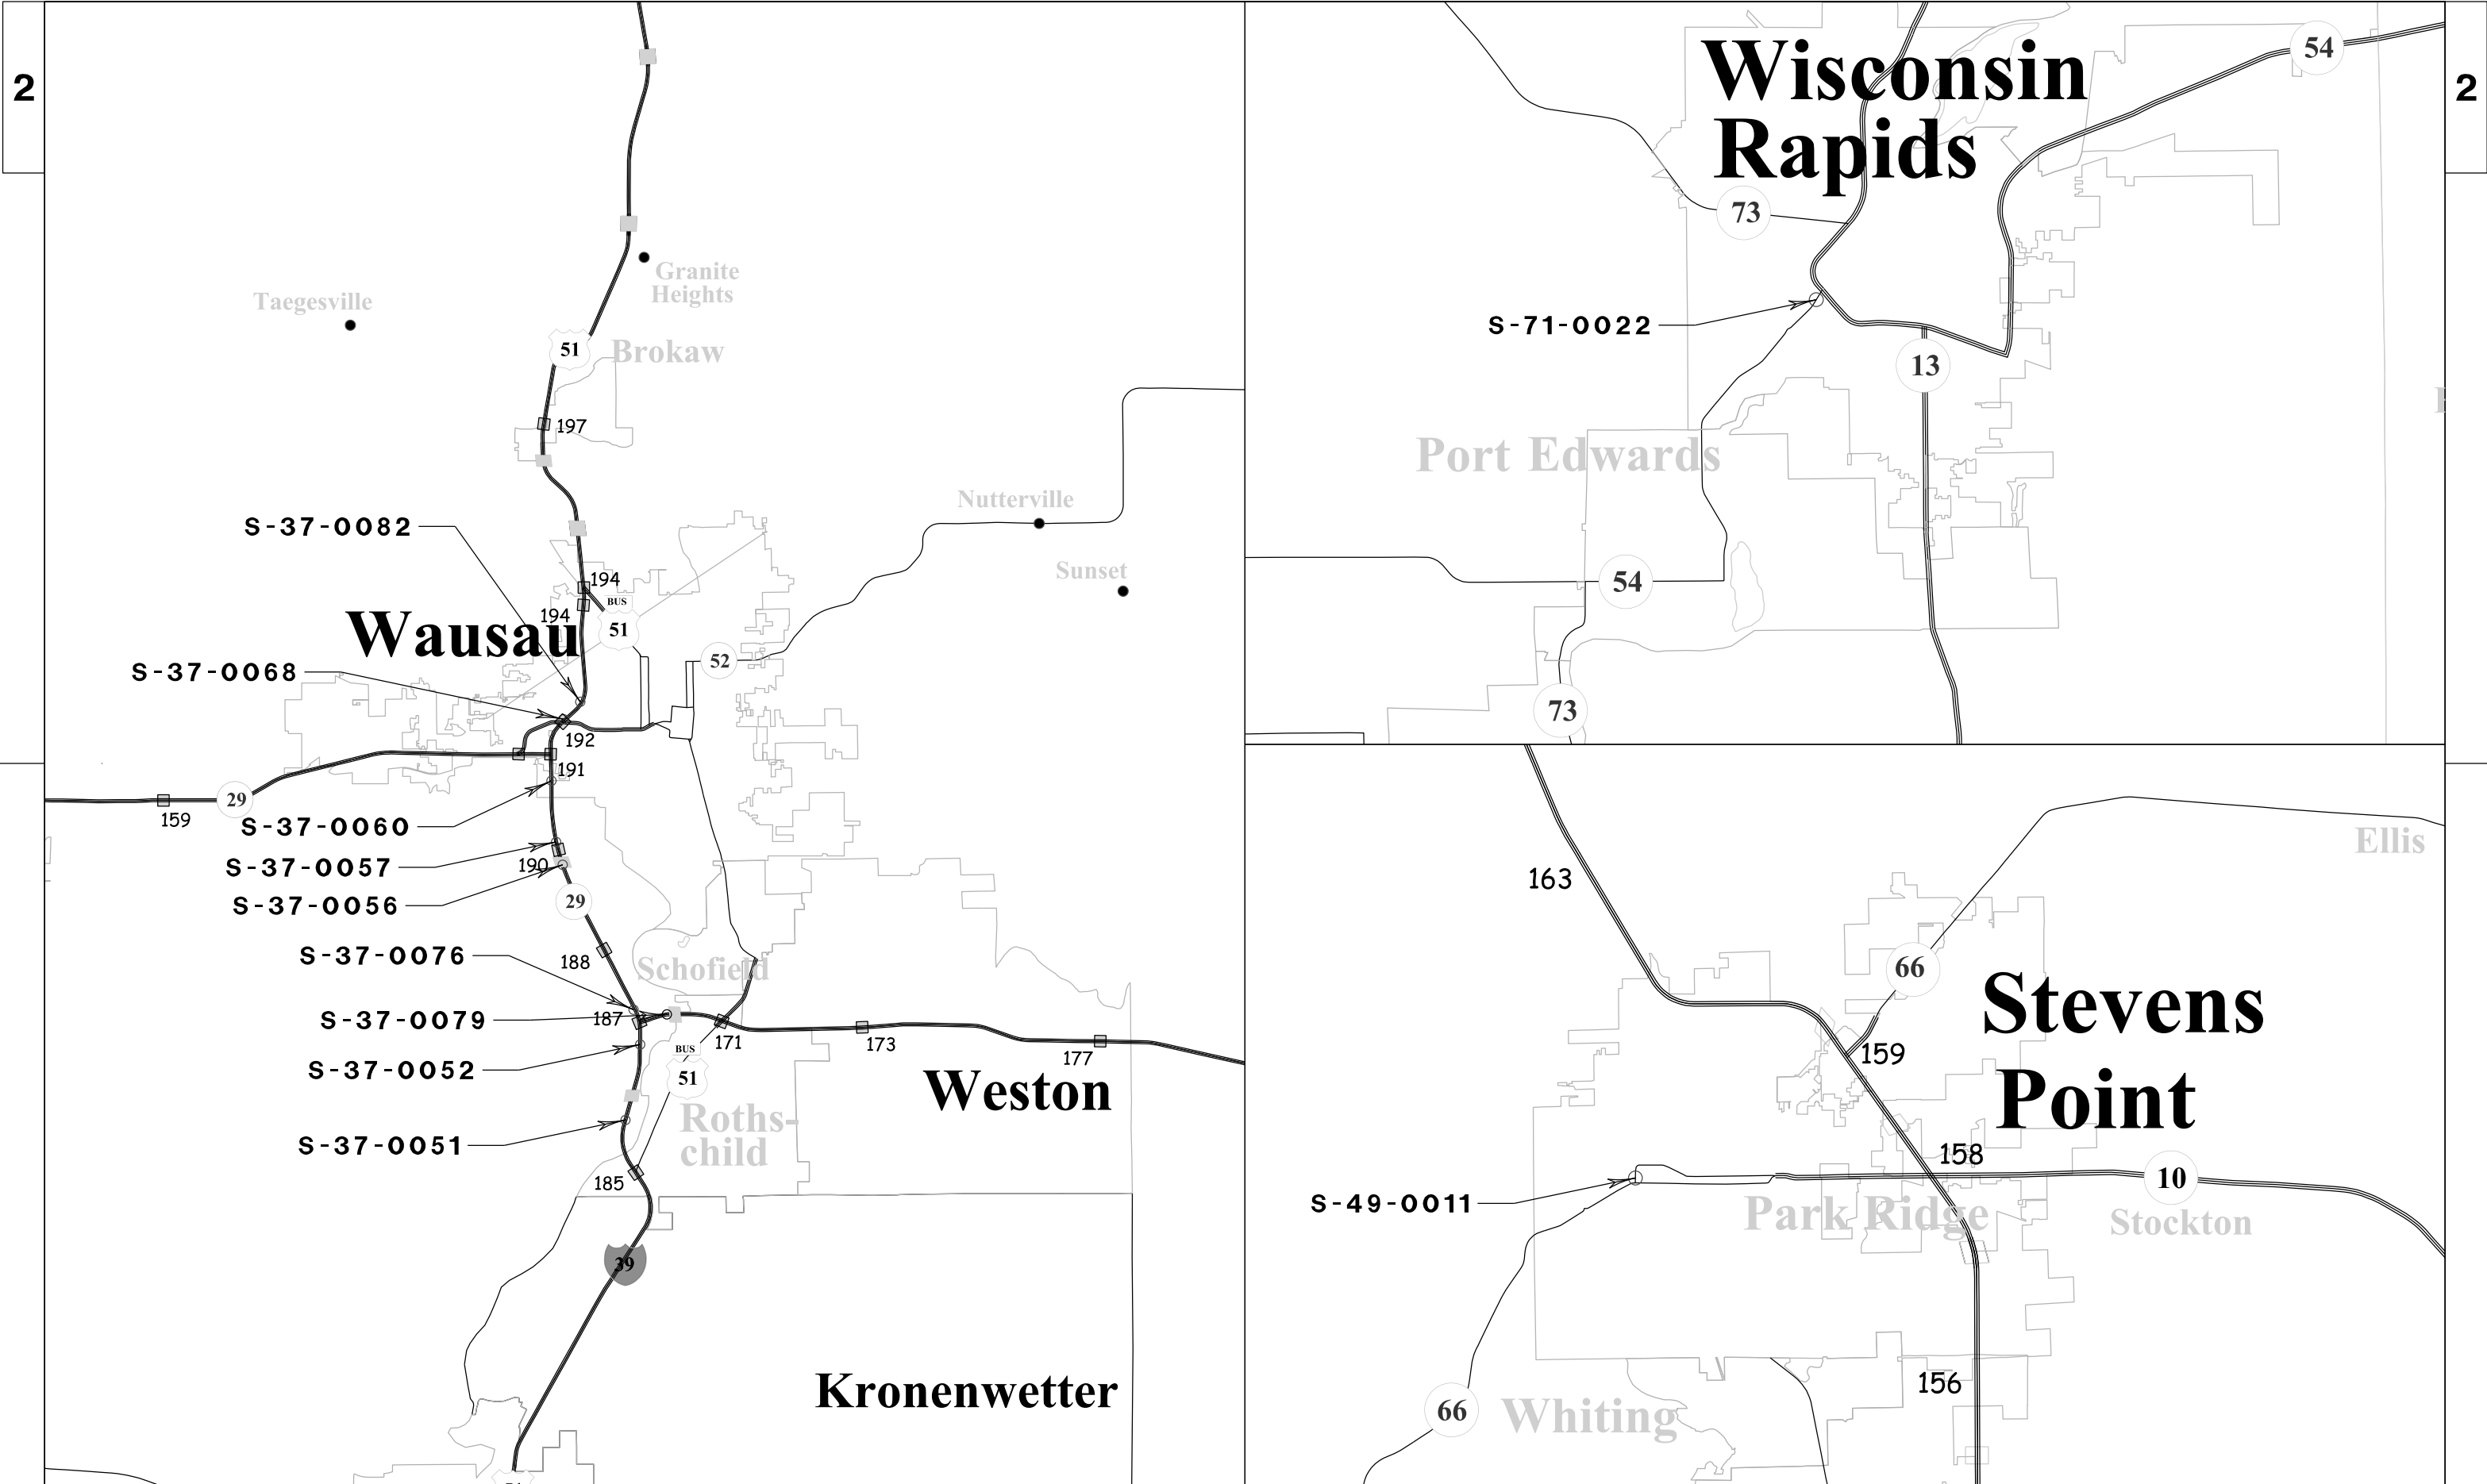 2
Granite
Heights
Taegesville
51
Brokaw
197
S-37-0082
Nutterville
Sunset
194
BUS
194
51
Wausau
52
S-37-0068
192
191
29
159
S-37-0060
S-37-0057
190
S-37-0056
29
S-37-0076
188
Schofield
S-37-0079
187
171
173
177
BUS
51
S-37-0052
Weston
Roths-
child
S-37-0051
185
39
Kronenwetter
Wisconsin
Rapids
54
2
73
S-71-0022
13
Port Edwards
54
73
Ellis
163
66
Stevens
Point
159
158
10
S-49-0011
Park Ridge
Stockton
156
66
Whiting